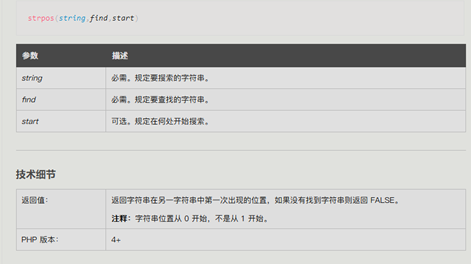 strpos(string,find,start)
参数 描述
string 必需。规定要搜索的字符串。
find 必需。规定要查找的字符串。
start 可选。规定在何处开始搜索。
技术细节
返回值: 返回字符串在另一字符串中第一次出现的位置，如果没有找到字符串则返回 FALSE。
注释：字符串位置从 0 开始，不是从 1 开始。
PHP 版本: 4+